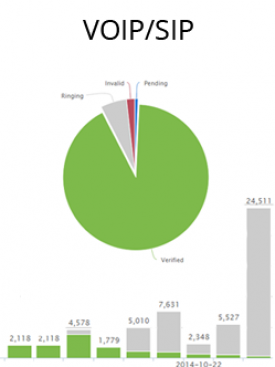 VOIP/SIP
Invalid
Pending
Ringing
Verified
24,511
7,631
5,527
5,010
4,578
2,348
2,118
2,118
1,779
2014-10-22